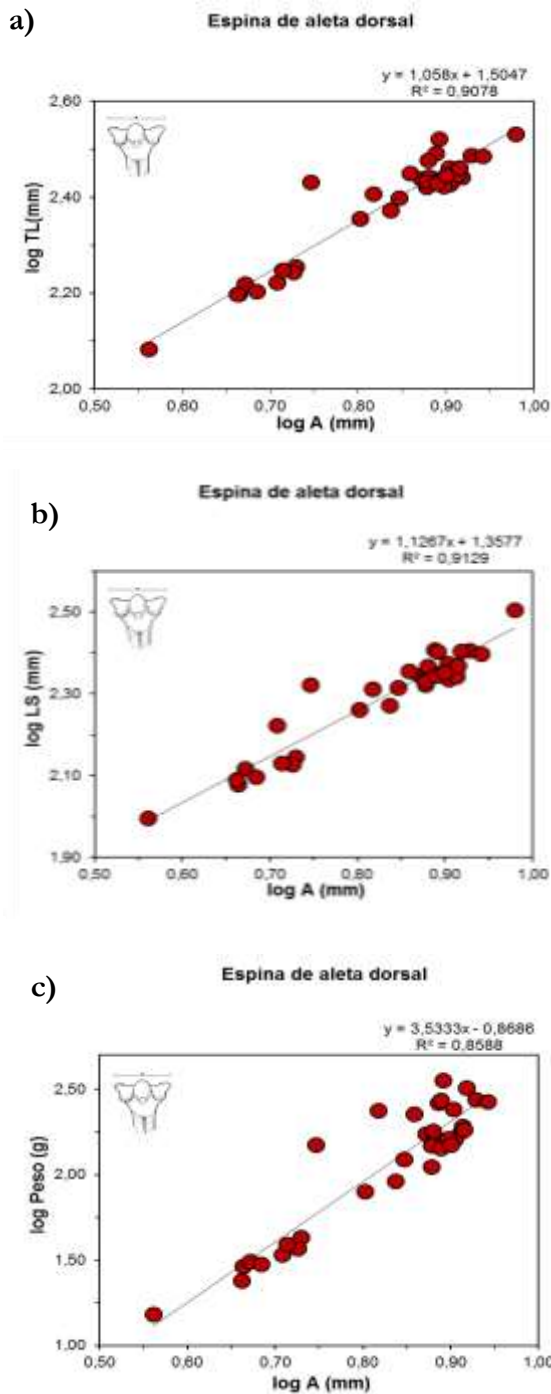 a)
Espina de aleta dorsal
y = 1,058x + 1,5047
R² = 0,9078
2,60
2,40
2,20
2,00
log TL(mm)
0,50 0,60 0,70 0,80 0,90 1,00
log A (mm)
Espina de aleta dorsal
b)
y = 1,1267x + 1,3577
R² = 0,9129
2,50
2,30
2,10
1,90
log LS (mm)
0,50 0,60 0,70 0,80 0,90 1,00
log A (mm)
Espina de aleta dorsal
c)
y = 3,5333x - 0,8686
R² = 0,8588
2,50
2,00
1,50
1,00
log Peso (g)
0,50 0,60 0,70 0,80 0,90 1,00
log A (mm)